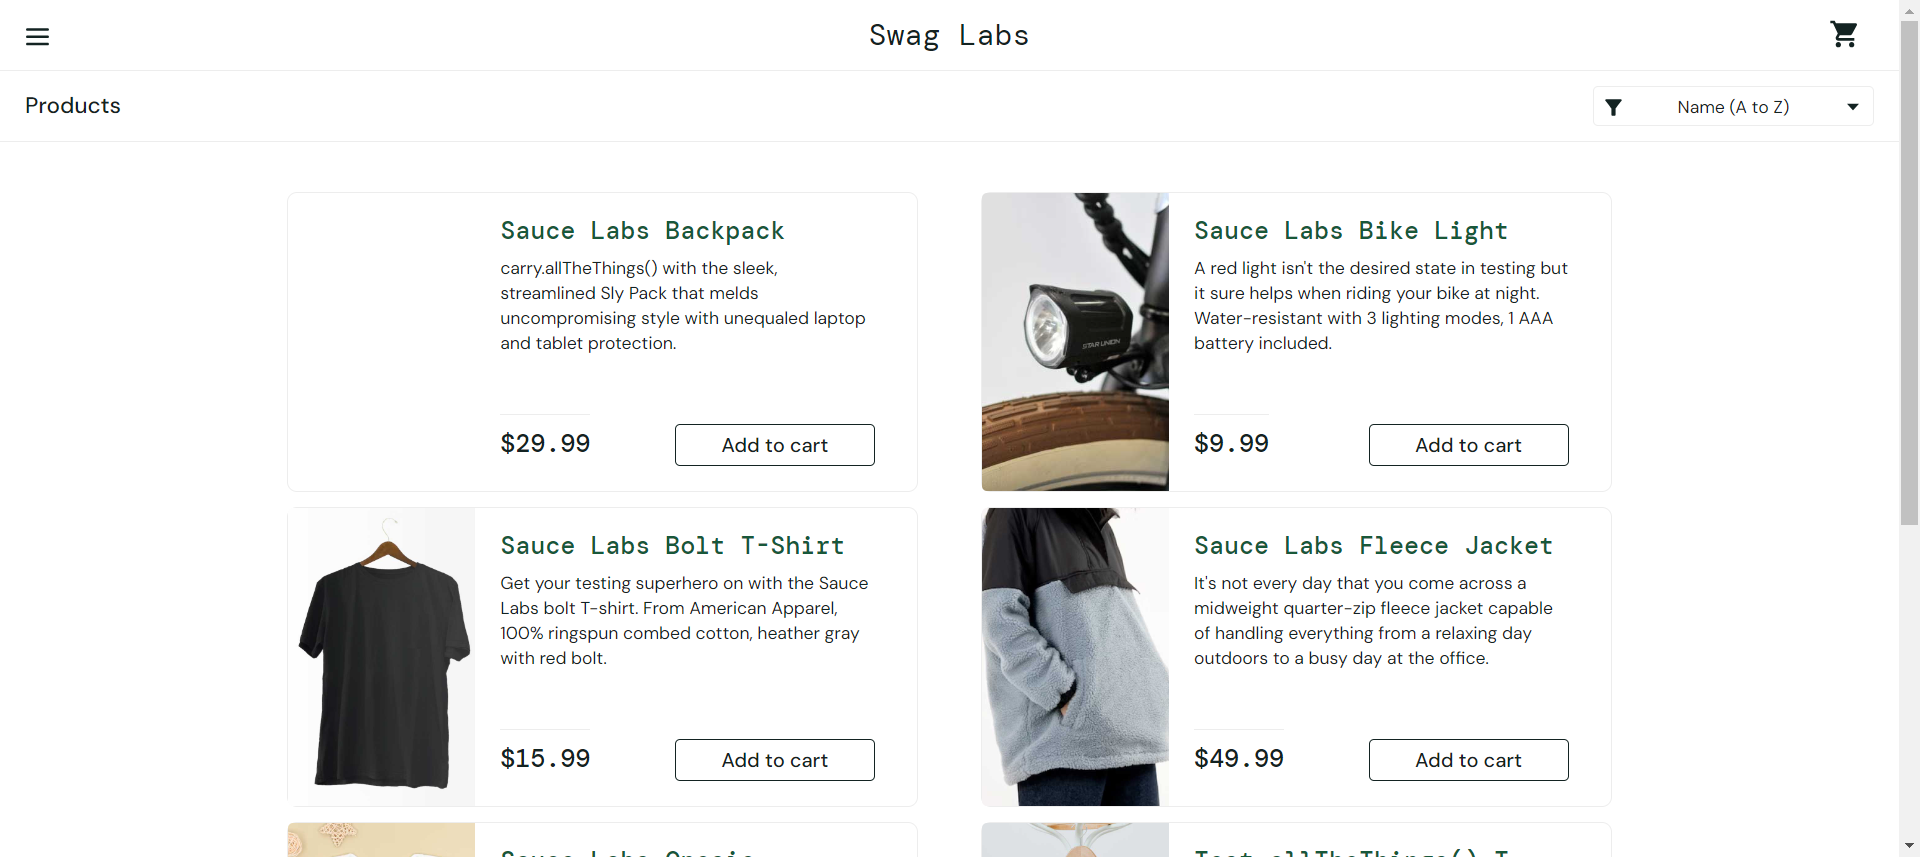 Swag Labs
Products
Name (A to Z)
Sauce Labs Backpack
carry.allTheThings() with the sleek,
streamlined Sly Pack that melds
uncompromising style with unequaled laptop
and tablet protection.
$29.99
Add to cart
Sauce Labs Bike Light
A red light isn't the desired state in testing but
it sure helps when riding your bike at night.
Water-resistant with 3 lighting modes, 1 AAA
battery included.
STAR UNION
$9.99
Add to cart
Sauce Labs Bolt T-Shirt
Get your testing superhero on with the Sauce
Labs bolt T-shirt. From American Apparel,
100% ringspun combed cotton, heather gray
with red bolt.
$15.99
Add to cart
Sauce Labs Fleece Jacket
It's not every day that you come across a
midweight quarter-zip fleece jacket capable
of handling everything from a relaxing day
outdoors to a busy day at the office.
$49.99
Add to cart
Sauce Labs Onesie
Test.allTheThings() T